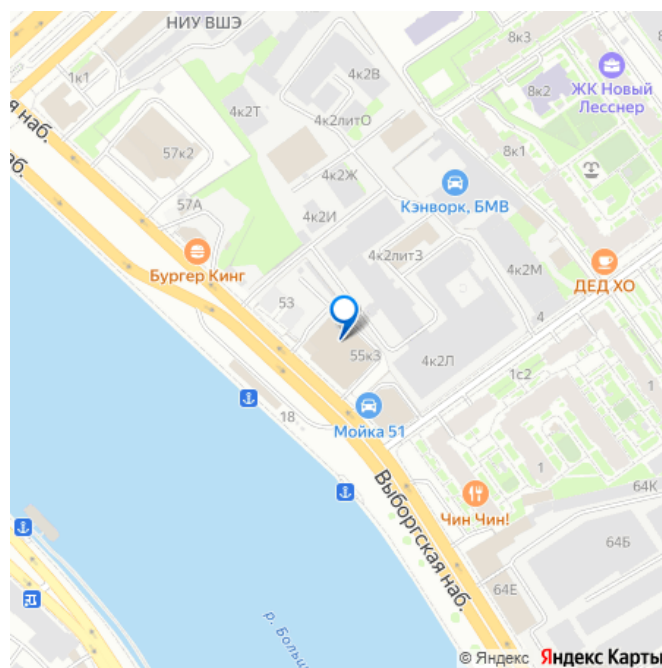 НИУ ВШЭ
8к3
4к2В
1к1
ЖК Новый
Лесснер
8к2
4к2Т
4к2литО
ая наб.
57к2
8к1
наб.
4к2Ж
57А
Кэнворк, БМВ
4к2И
4к2литЗ
Бургер Кинг
4к2М
ДЕД ХО
53
4
55к3
4к2Л
1с2
18
Мойка 51
1
Выборгская наб.
64К
Чин Чин!
64Б
64Е
р. Больш
© Яндекс Яндекс Карты